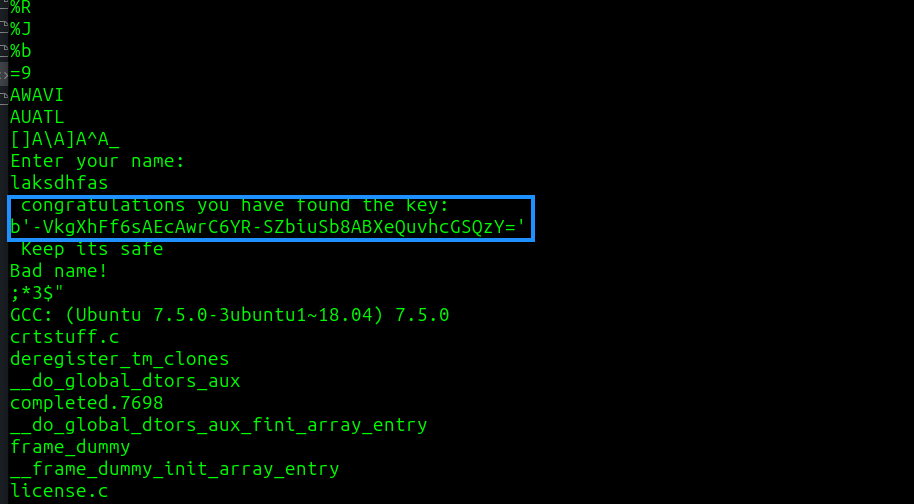 %R
%J
%b
=9
AWAVI
AUATL
[]A\A]A^A_
Enter your name:
laksdhfas
 congratulations you have found the key:
b'-VkgXhFf6sAEcAwrC6YR-SZbiuSb8ABXeQuvhcGSQzY='
 Keep its safe
Bad name!
;*3$"
GCC: (Ubuntu 7.5.0-3ubuntu1~18.04) 7.5.0
crtstuff.c
deregister_tm_clones
__do_global_dtors_aux
completed.7698
__do_global_dtors_aux_fini_array_entry
frame_dummy
__frame_dummy_init_array_entry
license.c